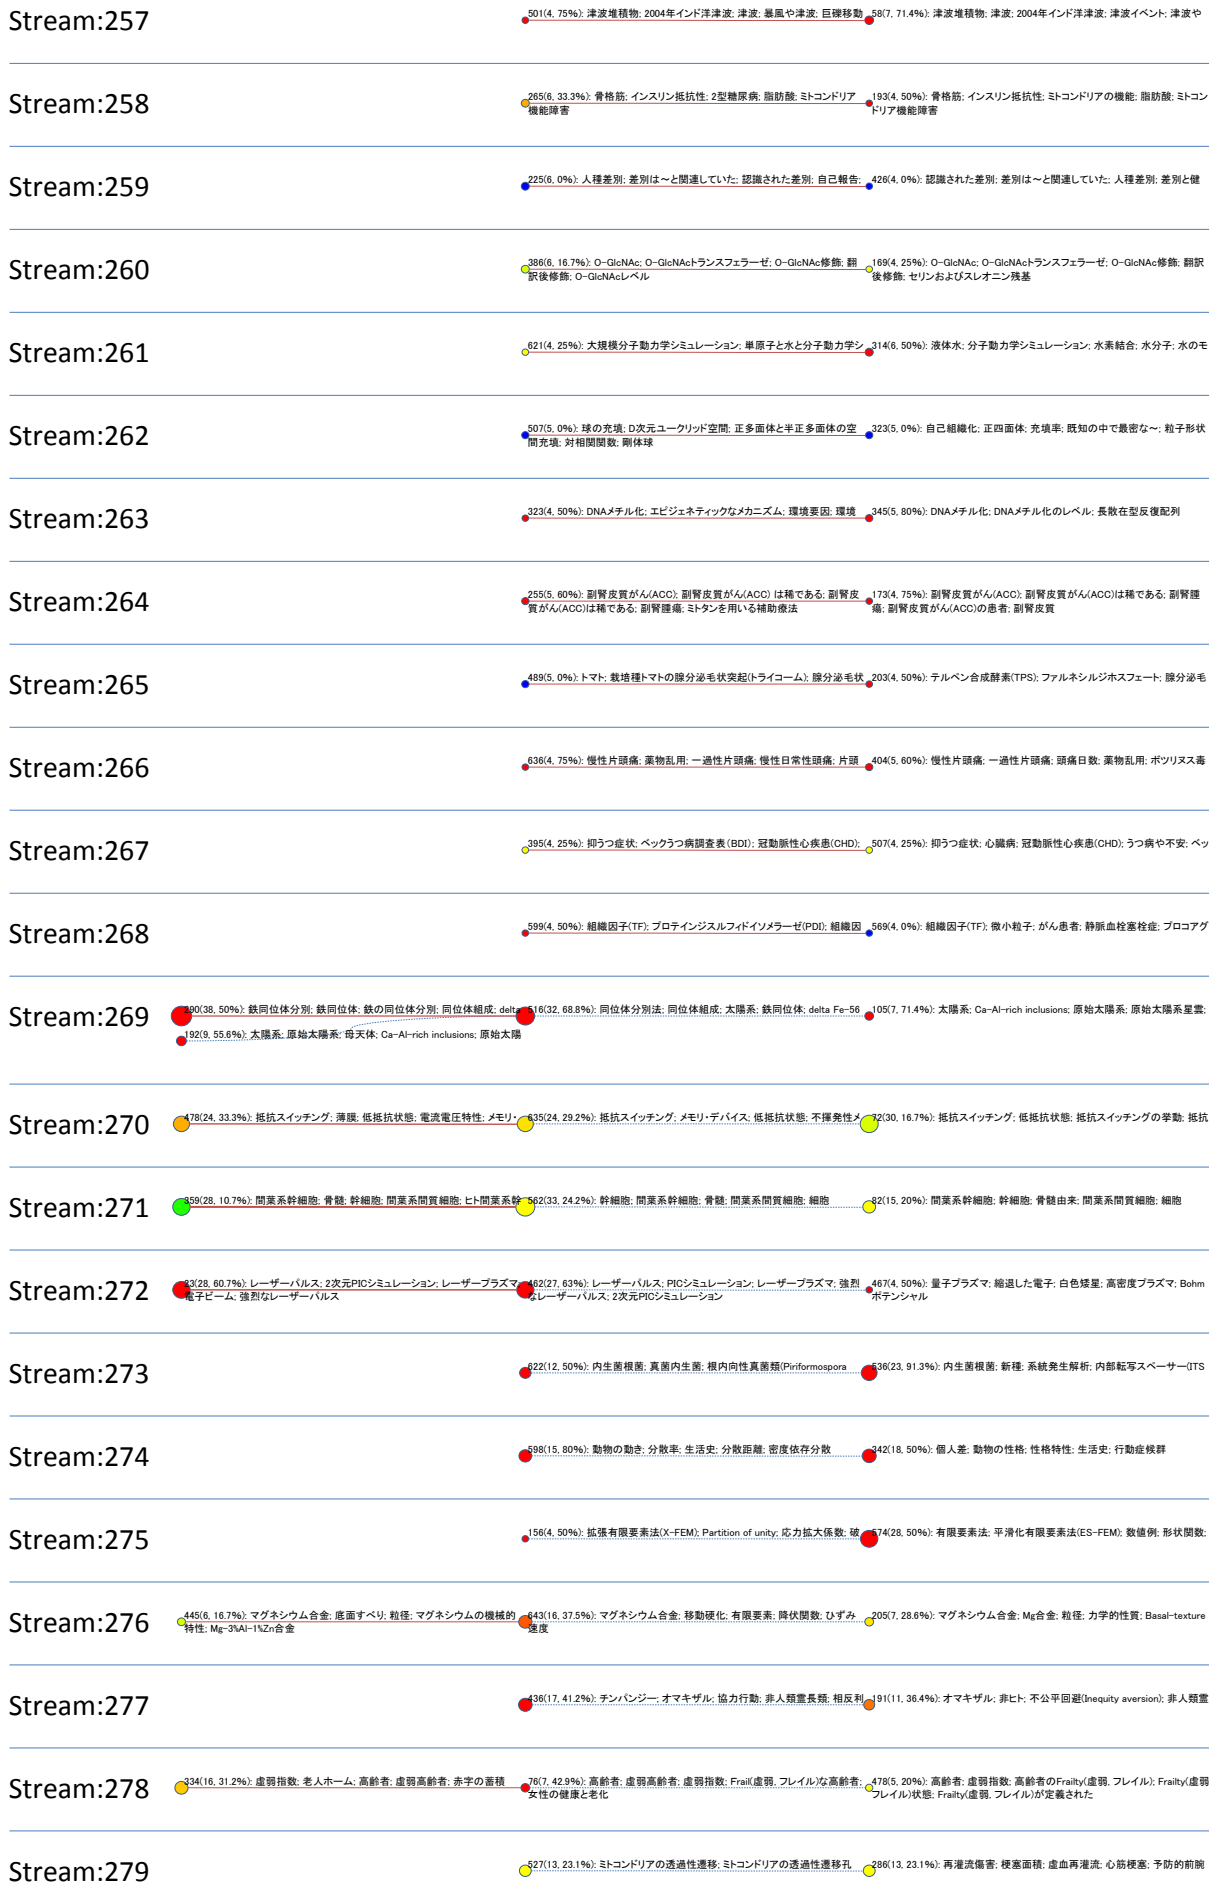 Stream:257
501(4, 75%): 津波堆積物; 2004年インド洋津波; 津波; 暴風や津波; 巨礫移動
58(7, 71.4%): 津波堆積物; 津波; 2004年インド洋津波; 津波イベント; 津波や
Stream:258
265(6, 33.3%): 骨格筋; インスリン抵抗性; 2型糖尿病; 脂肪酸; ミトコンドリア
機能障害
193(4, 50%): 骨格筋; インスリン抵抗性; ミトコンドリアの機能; 脂肪酸; ミトコン
ドリア機能障害
Stream:259
225(6, 0%): 人種差別; 差別は～と関連していた; 認識された差別; 自己報告;
426(4, 0%): 認識された差別; 差別は～と関連していた; 人種差別; 差別と健
Stream:260
386(6, 16.7%): O-GlcNAc; O-GlcNAcトランスフェラーゼ; O-GlcNAc修飾; 翻
訳後修飾; O-GlcNAcレベル
169(4, 25%): O-GlcNAc; O-GlcNAcトランスフェラーゼ; O-GlcNAc修飾; 翻訳
後修飾; セリンおよびスレオニン残基
Stream:261
621(4, 25%): 大規模分子動力学シミュレーション; 単原子と水と分子動力学シ
314(6, 50%): 液体水; 分子動力学シミュレーション; 水素結合; 水分子; 水のモ
Stream:262
507(5, 0%): 球の充填; D次元ユークリッド空間; 正多面体と半正多面体の空
間充填; 対相関関数; 剛体球
323(5, 0%): 自己組織化; 正四面体; 充填率; 既知の中で最密な～; 粒子形状
Stream:263
323(4, 50%): DNAメチル化; エピジェネティックなメカニズム; 環境要因; 環境
345(5, 80%): DNAメチル化; DNAメチル化のレベル; 長散在型反復配列
Stream:264
255(5, 60%): 副腎皮質がん(ACC); 副腎皮質がん(ACC) は稀である; 副腎皮
質がん(ACC)は稀である; 副腎腫瘍; ミトタンを用いる補助療法
173(4, 75%): 副腎皮質がん(ACC); 副腎皮質がん(ACC)は稀である; 副腎腫
瘍; 副腎皮質がん(ACC)の患者; 副腎皮質
Stream:265
489(5, 0%): トマト; 栽培種トマトの腺分泌毛状突起(トライコーム); 腺分泌毛状
203(4, 50%): テルペン合成酵素(TPS); ファルネシルジホスフェート; 腺分泌毛
Stream:266
636(4, 75%): 慢性片頭痛; 薬物乱用; 一過性片頭痛; 慢性日常性頭痛; 片頭
404(5, 60%): 慢性片頭痛; 一過性片頭痛; 頭痛日数; 薬物乱用; ボツリヌス毒
Stream:267
395(4, 25%): 抑うつ症状; ベックうつ病調査表(BDI); 冠動脈性心疾患(CHD);
507(4, 25%): 抑うつ症状; 心臓病; 冠動脈性心疾患(CHD); うつ病や不安; ベッ
Stream:268
599(4, 50%): 組織因子(TF); プロテインジスルフィドイソメラーゼ(PDI); 組織因
569(4, 0%): 組織因子(TF); 微小粒子; がん患者; 静脈血栓塞栓症; プロコアグ
Stream:269
290(38, 50%): 鉄同位体分別; 鉄同位体; 鉄の同位体分別; 同位体組成; delta
516(32, 68.8%): 同位体分別法; 同位体組成; 太陽系; 鉄同位体; delta Fe-56
105(7, 71.4%): 太陽系; Ca-Al-rich inclusions; 原始太陽系; 原始太陽系星雲;
192(9, 55.6%): 太陽系; 原始太陽系; 母天体; Ca-Al-rich inclusions; 原始太陽
Stream:270
478(24, 33.3%): 抵抗スイッチング; 薄膜; 低抵抗状態; 電流電圧特性; メモリ・
635(24, 29.2%): 抵抗スイッチング; メモリ・デバイス; 低抵抗状態; 不揮発性メ
72(30, 16.7%): 抵抗スイッチング; 低抵抗状態; 抵抗スイッチングの挙動; 抵抗
Stream:271
359(28, 10.7%): 間葉系幹細胞; 骨髄; 幹細胞; 間葉系間質細胞; ヒト間葉系幹
562(33, 24.2%): 幹細胞; 間葉系幹細胞; 骨髄; 間葉系間質細胞; 細胞
82(15, 20%): 間葉系幹細胞; 幹細胞; 骨髄由来; 間葉系間質細胞; 細胞
Stream:272
23(28, 60.7%): レーザーパルス; 2次元PICシミュレーション; レーザープラズマ;
電子ビーム; 強烈なレーザーパルス
462(27, 63%): レーザーパルス; PICシミュレーション; レーザープラズマ; 強烈
なレーザーパルス; 2次元PICシミュレーション
467(4, 50%): 量子プラズマ; 縮退した電子; 白色矮星; 高密度プラズマ; Bohm
ポテンシャル
Stream:273
622(12, 50%): 内生菌根菌; 真菌内生菌; 根内向性真菌類(Piriformospora
536(23, 91.3%): 内生菌根菌; 新種; 系統発生解析; 内部転写スペーサー(ITS
Stream:274
598(15, 80%): 動物の動き; 分散率; 生活史; 分散距離; 密度依存分散
342(18, 50%): 個人差; 動物の性格; 性格特性; 生活史; 行動症候群
Stream:275
156(4, 50%): 拡張有限要素法(X-FEM); Partition of unity; 応力拡大係数; 破
574(28, 50%): 有限要素法; 平滑化有限要素法(ES-FEM); 数値例; 形状関数;
Stream:276
445(6, 16.7%): マグネシウム合金; 底面すべり; 粒径; マグネシウムの機械的
特性; Mg-3%Al-1%Zn合金
643(16, 37.5%): マグネシウム合金; 移動硬化; 有限要素; 降伏関数; ひずみ
速度
205(7, 28.6%): マグネシウム合金; Mg合金; 粒径; 力学的性質; Basal-texture
Stream:277
436(17, 41.2%): チンパンジー; オマキザル; 協力行動; 非人類霊長類; 相反利
191(11, 36.4%): オマキザル; 非ヒト; 不公平回避(Inequity aversion); 非人類霊
Stream:278
334(16, 31.2%): 虚弱指数; 老人ホーム; 高齢者; 虚弱高齢者; 赤字の蓄積
76(7, 42.9%): 高齢者; 虚弱高齢者; 虚弱指数; Frail(虚弱, フレイル)な高齢者;
女性の健康と老化
478(5, 20%): 高齢者; 虚弱指数; 高齢者のFrailty(虚弱, フレイル); Frailty(虚弱
フレイル)状態; Frailty(虚弱, フレイル)が定義された
Stream:279
527(13, 23.1%): ミトコンドリアの透過性遷移; ミトコンドリアの透過性遷移孔
286(13, 23.1%): 再灌流傷害; 梗塞面積; 虚血再灌流; 心筋梗塞; 予防的前腕